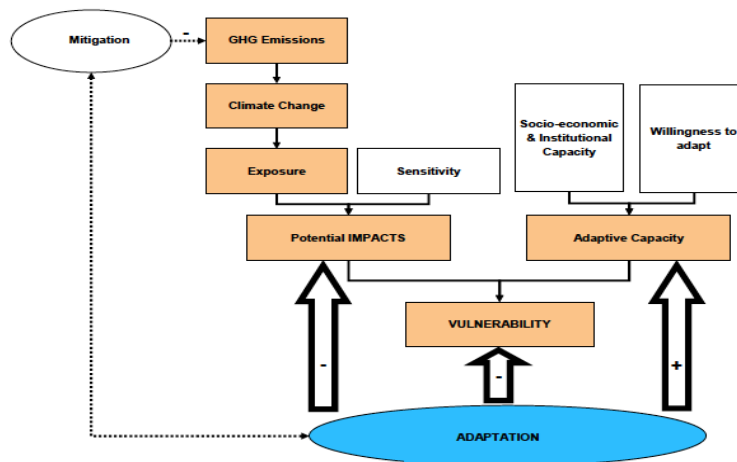 Mitigation
-
GHG Emissions
Climate Change
Socio-economic
& Institutional
Capacity
Willingness to
adapt
Exposure
Sensitivity
Potential IMPACTS
Adaptive Capacity
VULNERABILITY
-
-
+
ADAPTATION